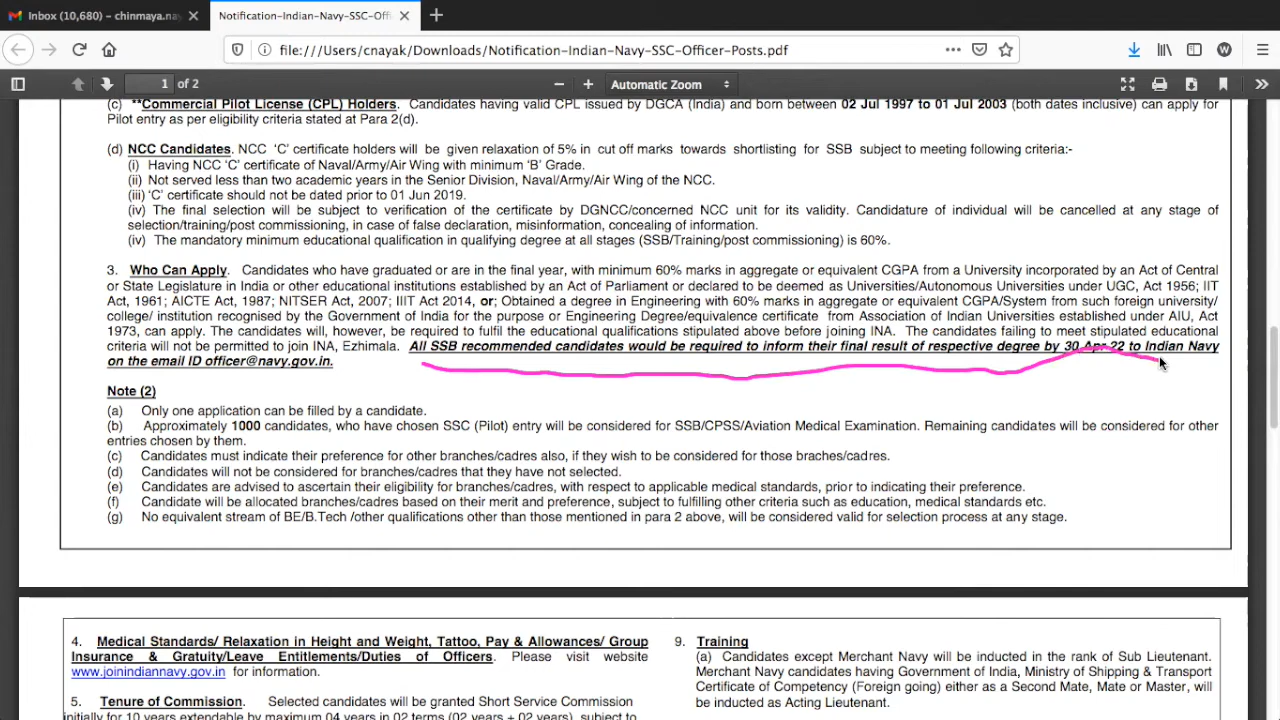 Inbox (10,680) – chinmaya.nay
Notification-Indian-Navy-SSC-Offi
file:///Users/cnayak/Downloads/Notification-Indian-Navy-SSC-Officer-Posts.pdf
W
1 of 2
Automatic Zoom
(c) **Commercial Pilot License (CPL) Holders. Candidates having valid CPL issued by DGCA (India) and born between 02 Jul 1997 to 01 Jul 2003 (both dates inclusive) can apply for
Pilot entry as per eligibility criteria stated at Para 2(d).
(d) NCC Candidates. NCC 'C' certificate holders will be given relaxation of 5% in cut off marks towards shortlisting for SSB subject to meeting following criteria:-
(i) Having NCC 'C' certificate of Naval/Army/Air Wing with minimum 'B' Grade.
(ii) Not served less than two academic years in the Senior Division, Naval/Army/Air Wing of the NCC.
(iii) 'C' certificate should not be dated prior to 01 Jun 2019.
(iv) The final selection will be subject to verification of the certificate by DGNCC/concerned NCC unit for its validity. Candidature of individual will be cancelled at any stage of
selection/training/post commissioning, in case of false declaration, misinformation, concealing of information.
(iv) The mandatory minimum educational qualification in qualifying degree at all stages (SSB/Training/post commissioning) is 60%.
3. Who Can Apply. Candidates who have graduated or are in the final year, with minimum 60% marks in aggregate or equivalent CGPA from a University incorporated by an Act of Central
or State Legislature in India or other educational institutions established by an Act of Parliament or declared to be deemed as Universities/Autonomous Universities under UGC, Act 1956; IIT
Act, 1961; AICTE Act, 1987; NITSER Act, 2007; IIIT Act 2014, or; Obtained a degree in Engineering with 60% marks in aggregate or equivalent CGPA/System from such foreign university/
college/ institution recognised by the Government of India for the purpose or Engineering Degree/equivalence certificate from Association of Indian Universities established under AIU, Act
1973, can apply. The candidates will, however, be required to fulfil the educational qualifications stipulated above before joining INA. The candidates failing to meet stipulated educational
criteria will not be permitted to join INA, Ezhimala. All SSB recommended candidates would be required to inform their final result of respective degree by 30 Apr 22 to Indian Navy
on the email ID officer@navy.gov.in.
Note (2)
(a) Only one application can be filled by a candidate.
(b) Approximately 1000 candidates, who have chosen SSC (Pilot) entry will be considered for SSB/CPSS/Aviation Medical Examination. Remaining candidates will be considered for other
entries chosen by them.
(c) Candidates must indicate their preference for other branches/cadres also, if they wish to be considered for those braches/cadres.
(d) Candidates will not be considered for branches/cadres that they have not selected.
(e) Candidates are advised to ascertain their eligibility for branches/cadres, with respect to applicable medical standards, prior to indicating their preference.
(f) Candidate will be allocated branches/cadres based on their merit and preference, subject to fulfilling other criteria such as education, medical standards etc.
(g) No equivalent stream of BE/B.Tech /other qualifications other than those mentioned in para 2 above, will be considered valid for selection process at any stage.
4. Medical Standards/ Relaxation in Height and Weight, Tattoo, Pay & Allowances/ Group
Insurance & Gratuity/Leave Entitlements/Duties of Officers. Please visit website
www.joinindiannavy.gov.in for information.
5. Tenure of Commission. Selected candidates will be granted Short Service Commission
initially for 10 years extendable by maximum 04 years in 02 terms (02 years + 02 years), subject to
9. Training
(a) Candidates except Merchant Navy will be inducted in the rank of Sub Lieutenant.
Merchant Navy candidates having Government of India, Ministry of Shipping & Transport
Certificate of Competency (Foreign going) either as a Second Mate, Mate or Master, will
be inducted as Acting Lieutenant.